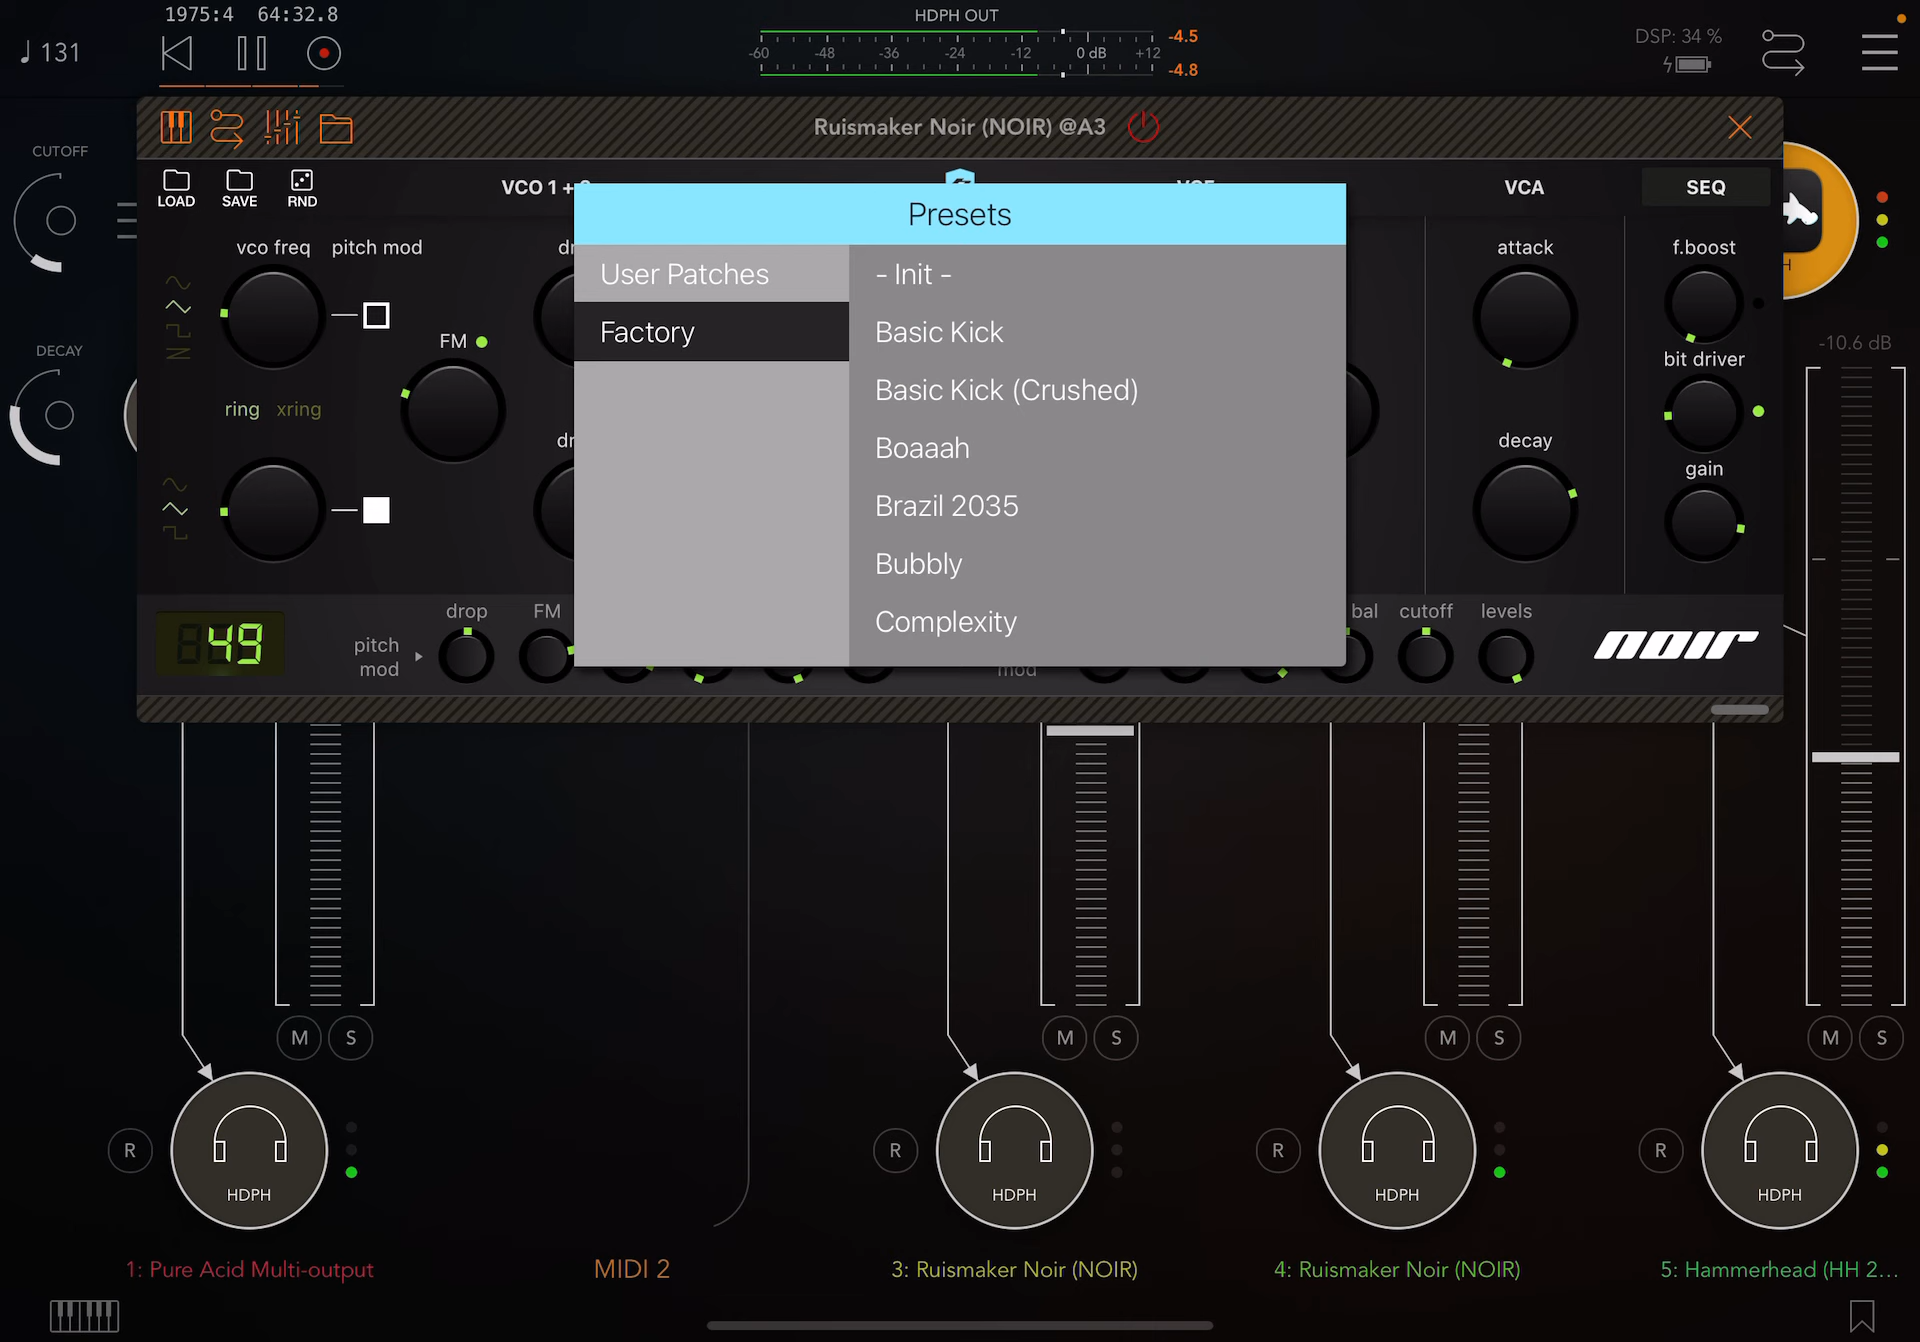 1975:4 64:32.8
HDPH OUT
♩131
-60 -48 -36 -24 -12 0 dB +12
-4.5
-4.8
DSP: 34 %
Ruismaker Noir (NOIR) @A3
CUTOFF
LOAD SAVE RND
VCO 1 +
VCA
SEQ
Presets
User Patches
Factory
- Init -
Basic Kick
Basic Kick (Crushed)
Boaaah
Brazil 2035
Bubbly
Complexity
vco freq pitch mod
attack
f.boost
FM
DECAY
bit driver
-10.6 dB
ring xring
decay
gain
49
pitch
mod
drop FM
mod
bal cutoff levels
noir
M S M S M S M S
R R R R
HDPH HDPH HDPH HDPH
1: Pure Acid Multi-output
MIDI 2
3: Ruismaker Noir (NOIR)
4: Ruismaker Noir (NOIR)
5: Hammerhead (HH 2...